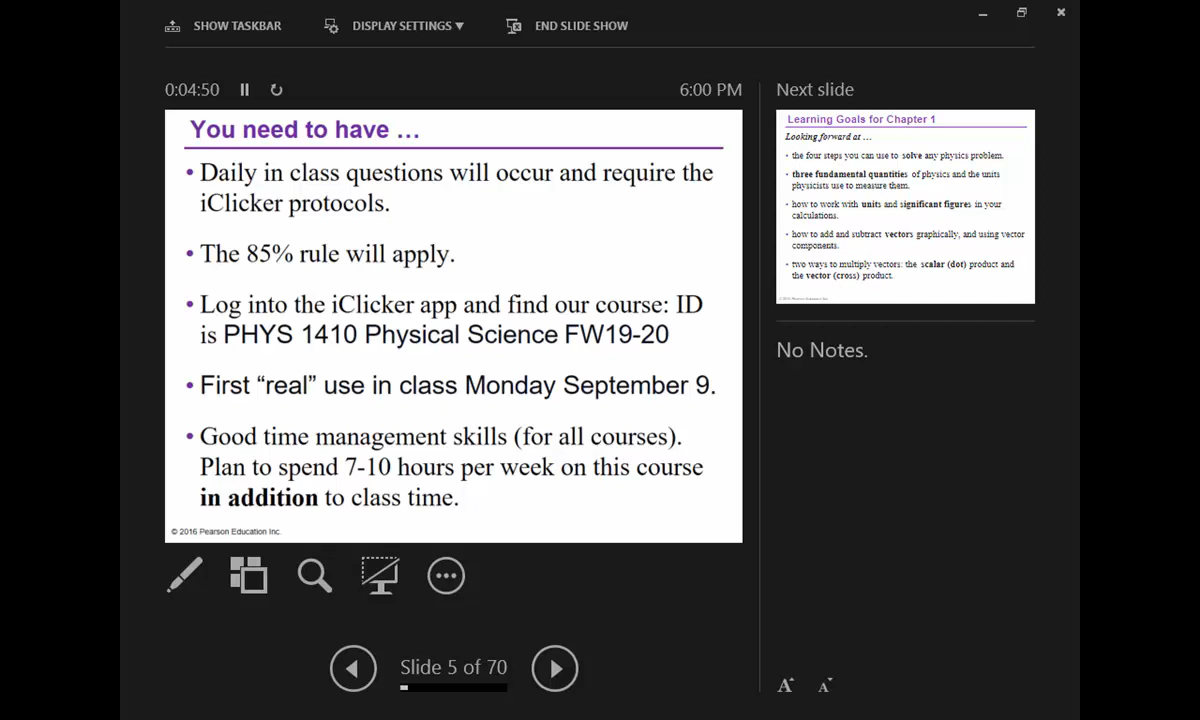 SHOW TASKBAR
DISPLAY SETTINGS
END SLIDE SHOW
0:04:50
6:00 PM
You need to have …
• Daily in class questions will occur and require the
iClicker protocols.
• The 85% rule will apply.
• Log into the iClicker app and find our course: ID
is PHYS 1410 Physical Science FW19-20
• First “real” use in class Monday September 9.
• Good time management skills (for all courses).
Plan to spend 7-10 hours per week on this course
in addition to class time.
© 2016 Pearson Education Inc.
Slide 5 of 70
Next slide
Learning Goals for Chapter 1
Looking forward at …
• the four steps you can use to solve any physics problem.
• three fundamental quantities of physics and the units
physicists use to measure them.
• how to work with units and significant figures in your
calculations.
• how to add and subtract vectors graphically, and using vector
components.
• two ways to multiply vectors: the scalar (dot) product and
the vector (cross) product.
© 2016 Pearson Education Inc.
No Notes.
A A